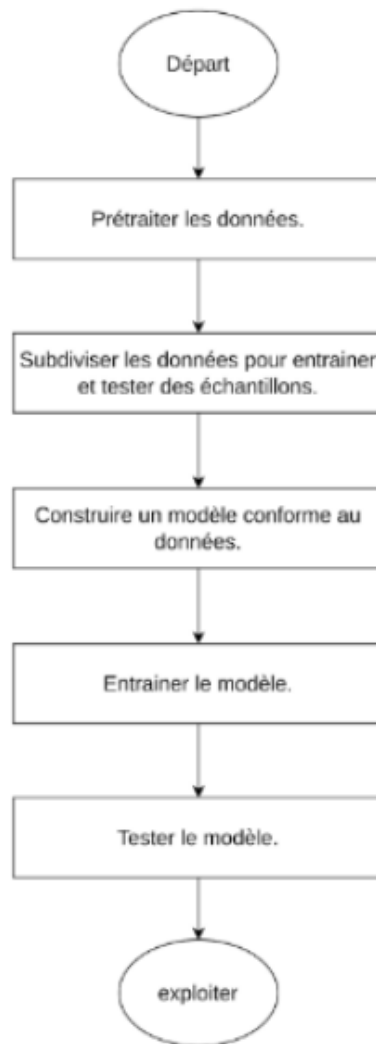 Départ
Prétraiter les données.
Subdiviser les données pour entrainer
et tester des échantillons.
Construire un modèle conforme au
données.
Entrainer le modèle.
Tester le modèle.
exploiter